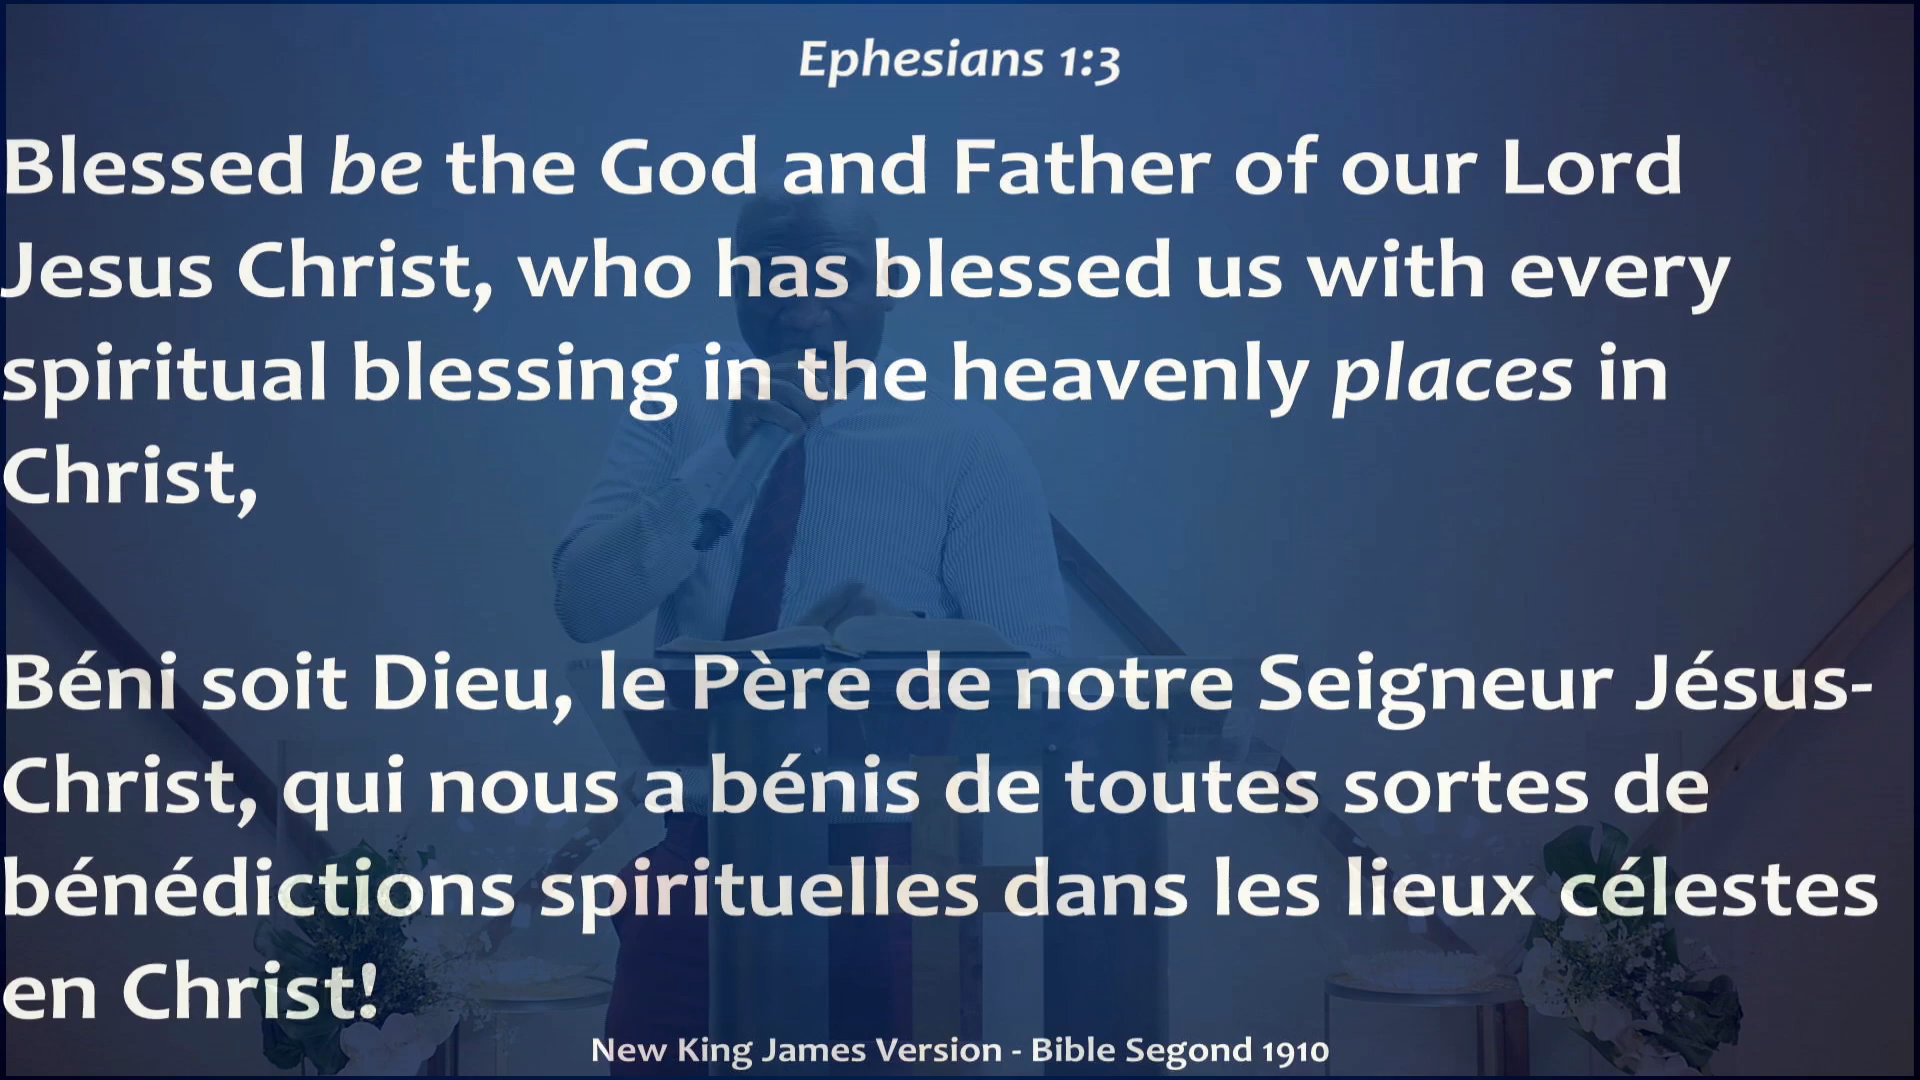 Ephesians 1:3
Blessed be the God and Father of our Lord
Jesus Christ, who has blessed us with every
spiritual blessing in the heavenly places in
Christ,
Béni soit Dieu, le Père de notre Seigneur Jésus-
Christ, qui nous a bénis de toutes sortes de
bénédictions spirituelles dans les lieux célestes
en Christ!
New King James Version - Bible Segond 1910